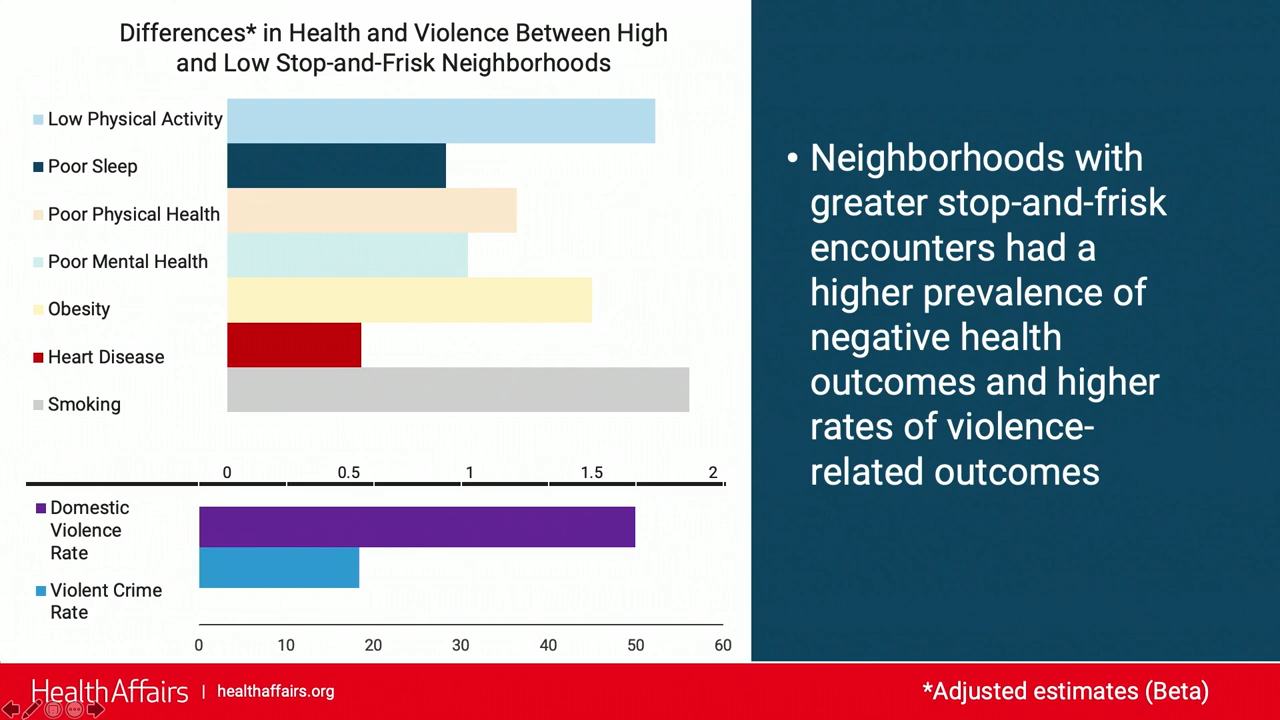 Differences* in Health and Violence Between High
and Low Stop-and-Frisk Neighborhoods
Low Physical Activity
Poor Sleep
Poor Physical Health
Poor Mental Health
Obesity
Heart Disease
Smoking
0 0.5 1 1.5 2
Domestic
Violence
Rate
Violent Crime
Rate
0 10 20 30 40 50 60
• Neighborhoods with
greater stop-and-frisk
encounters had a
higher prevalence of
negative health
outcomes and higher
rates of violence-
related outcomes
HealthAffairs | healthaffairs.org
*Adjusted estimates (Beta)